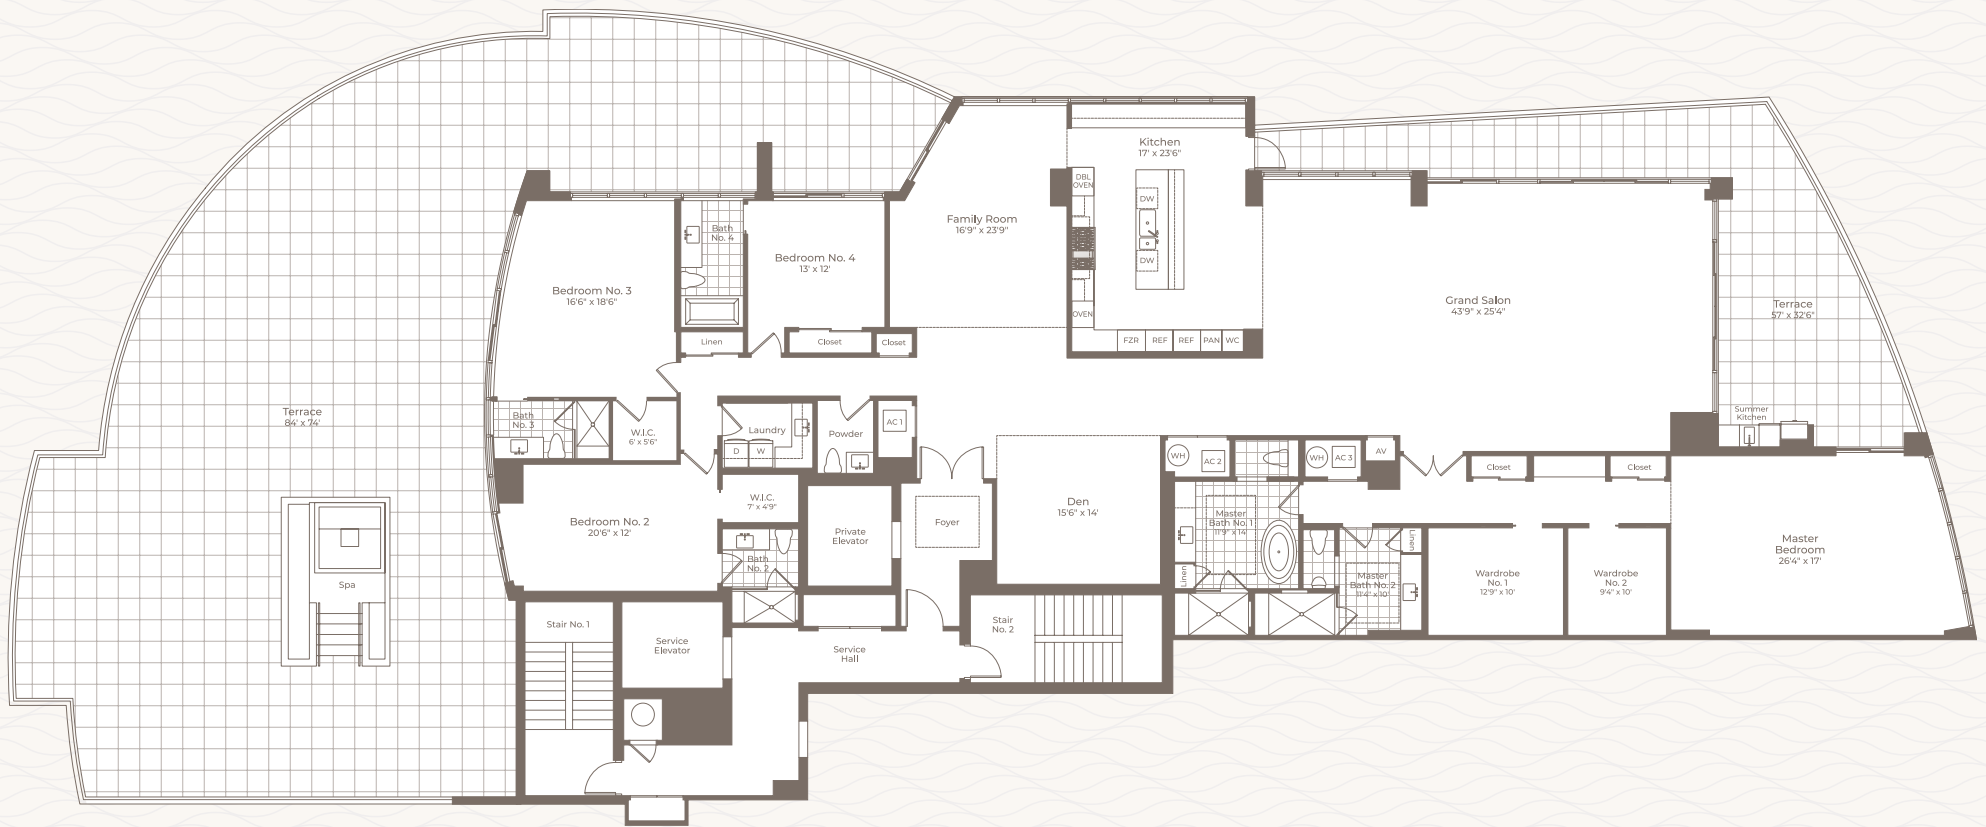 Kitchen
17' x 23'6"
DBL
OVEN
DW
DW
OVEN
FZR
REF
REF
PAN
WC
Family Room
16'9" x 23'9"
Bath
No. 4
Bedroom No. 4
13' x 12'
Bedroom No. 3
16'6" x 18'6"
Grand Salon
43'9" x 25'4"
Terrace
57' x 32'6"
Summer
Kitchen
Linen
Closet
Closet
Terrace
84' x 74'
Bath
No. 3
W.I.C.
6' x 5'6"
Laundry
D
W
Powder
AC 1
WH
AC 2
WH
AC 3
AV
Closet
Closet
Bedroom No. 2
20'6" x 12'
W.I.C.
7' x 4'9"
Bath
No. 2
Private
Elevator
Foyer
Den
15'6" x 14'
Master
Bath No. 1
11'9" x 14'
Linen
Linen
Master
Bath No. 2
11'4" x 10'
Wardrobe
No. 1
12'9" x 10'
Wardrobe
No. 2
9'4" x 10'
Master
Bedroom
26'4" x 17'
Spa
Stair No. 1
Service
Elevator
Service
Hall
Stair
No. 2